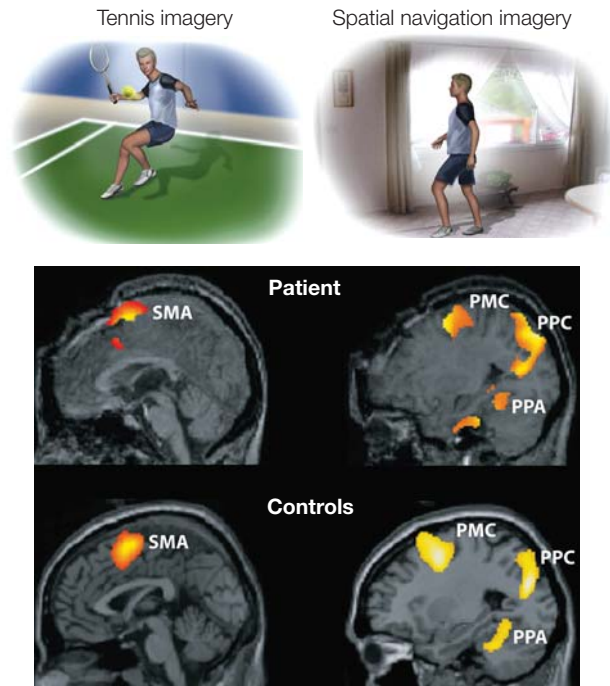 Tennis imagery
Spatial navigation imagery
Patient
SMA
PMC
PPC
PPA
Controls
SMA
PMC
PPC
PPA